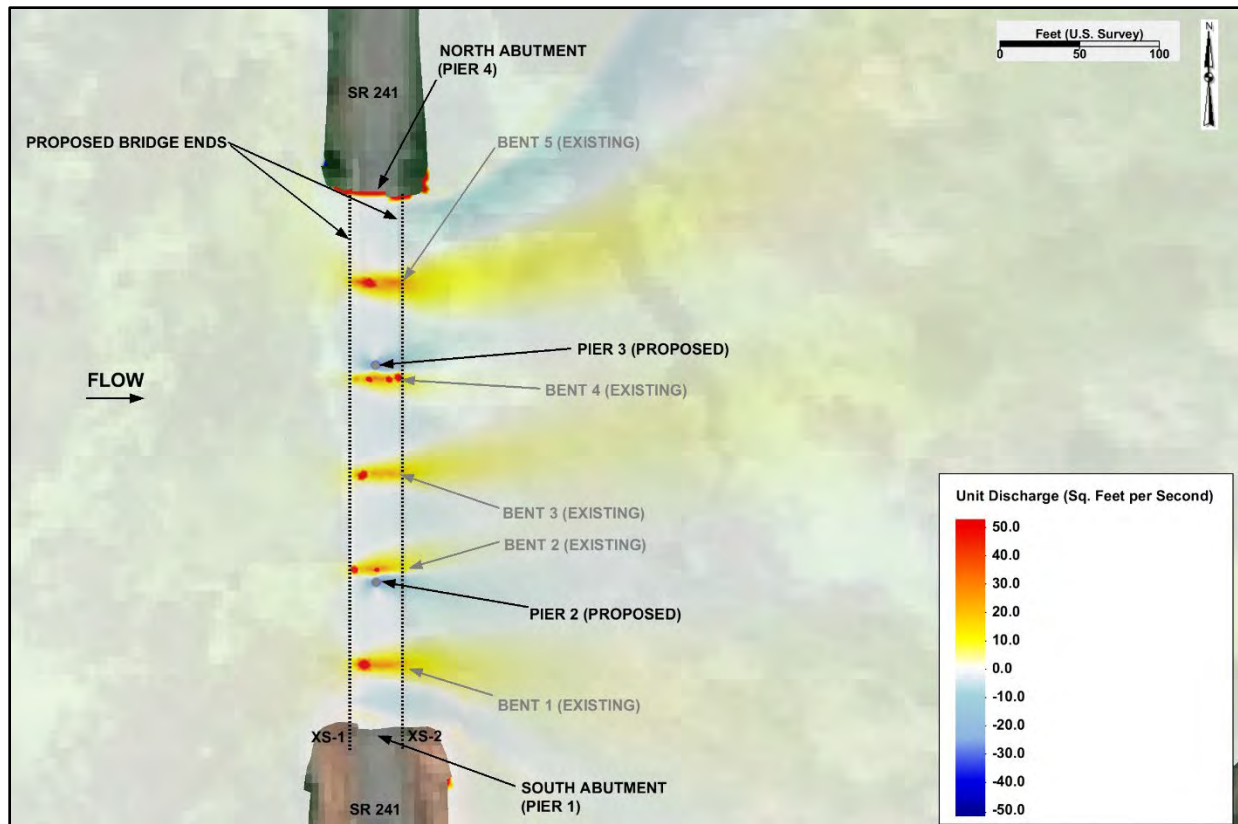 Feet (U.S. Survey)
0 50 100
N
NORTH ABUTMENT
(PIER 4)
SR 241
PROPOSED BRIDGE ENDS
BENT 5 (EXISTING)
PIER 3 (PROPOSED)
BENT 4 (EXISTING)
FLOW
BENT 3 (EXISTING)
BENT 2 (EXISTING)
PIER 2 (PROPOSED)
BENT 1 (EXISTING)
XS-1
XS-2
SOUTH ABUTMENT
(PIER 1)
SR 241
Unit Discharge (Sq. Feet per Second)
50.0
40.0
30.0
20.0
10.0
0.0
-10.0
-20.0
-30.0
-40.0
-50.0